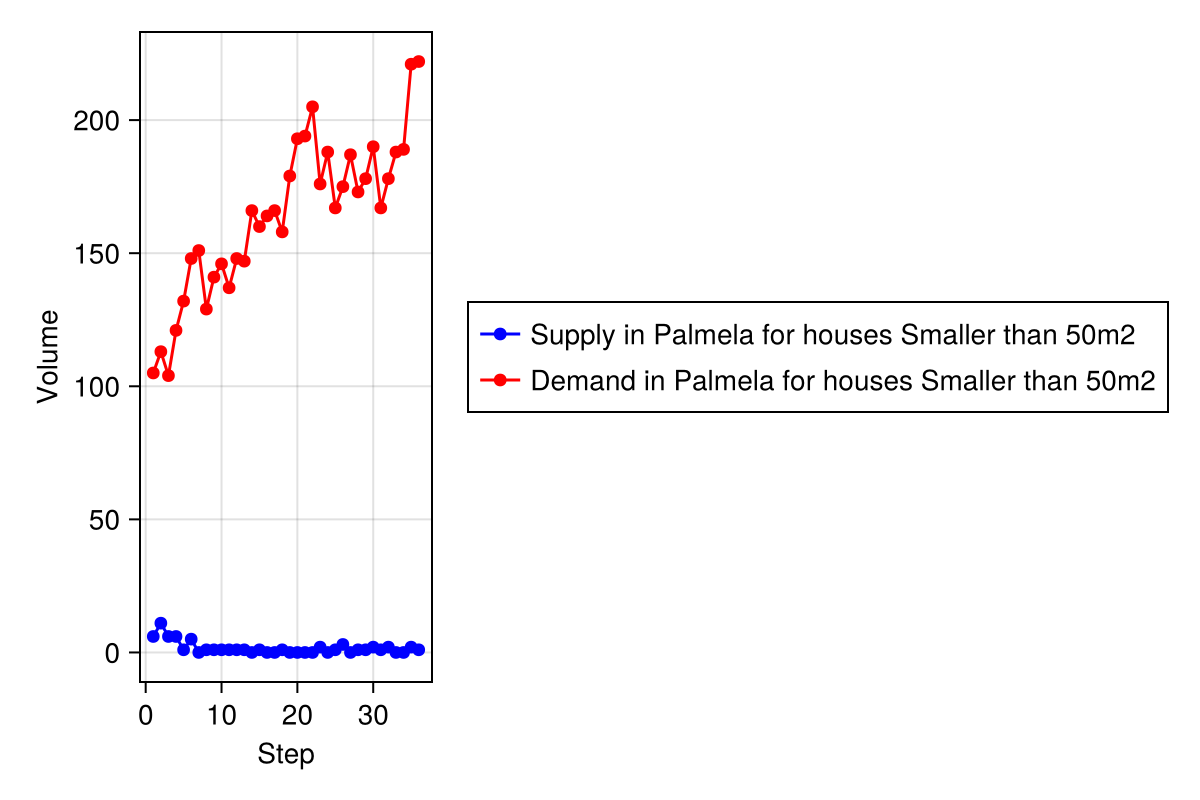 200
150
100
50
0
Volume
0 10 20 30
Step
Supply in Palmela for houses Smaller than 50m2
Demand in Palmela for houses Smaller than 50m2